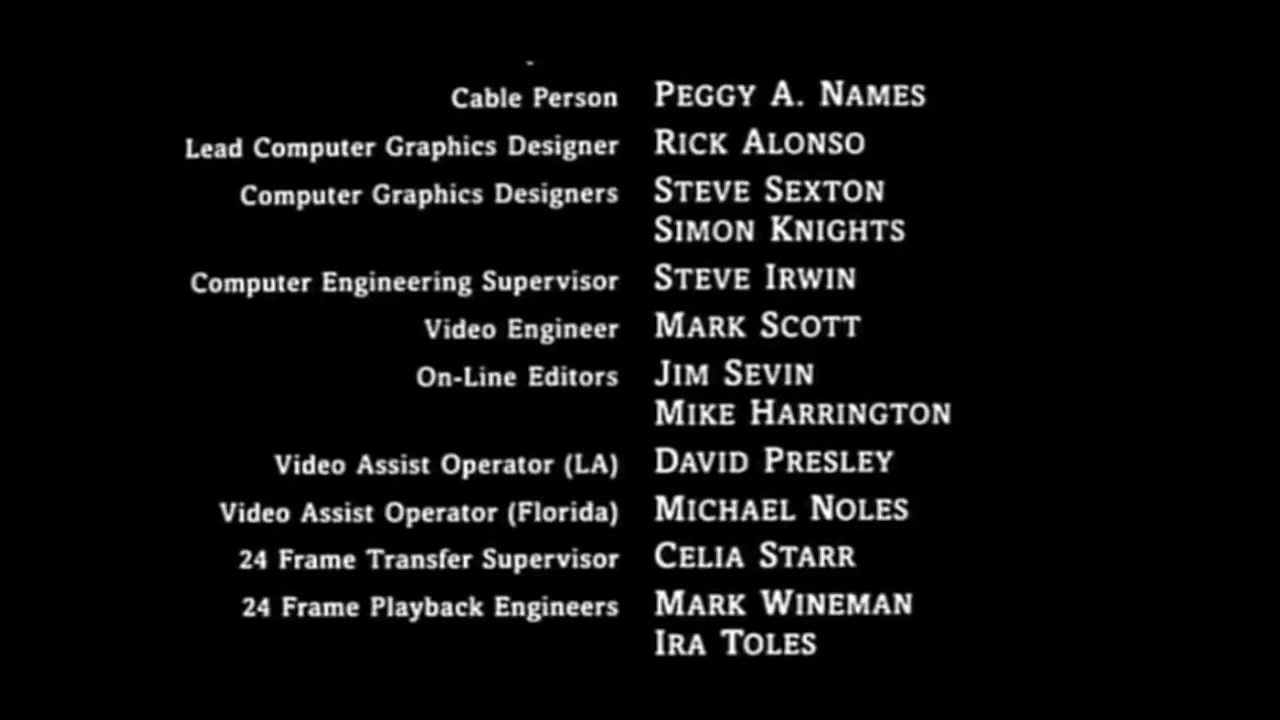 Cable Person PEGGY A. NAMES
Lead Computer Graphics Designer RICK ALONSO
Computer Graphics Designers STEVE SEXTON
SIMON KNIGHTS
Computer Engineering Supervisor STEVE IRWIN
Video Engineer MARK SCOTT
On-Line Editors JIM SEVIN
MIKE HARRINGTON
Video Assist Operator (LA) DAVID PRESLEY
Video Assist Operator (Florida) MICHAEL NOLES
24 Frame Transfer Supervisor CELIA STARR
24 Frame Playback Engineers MARK WINEMAN
IRA TOLES